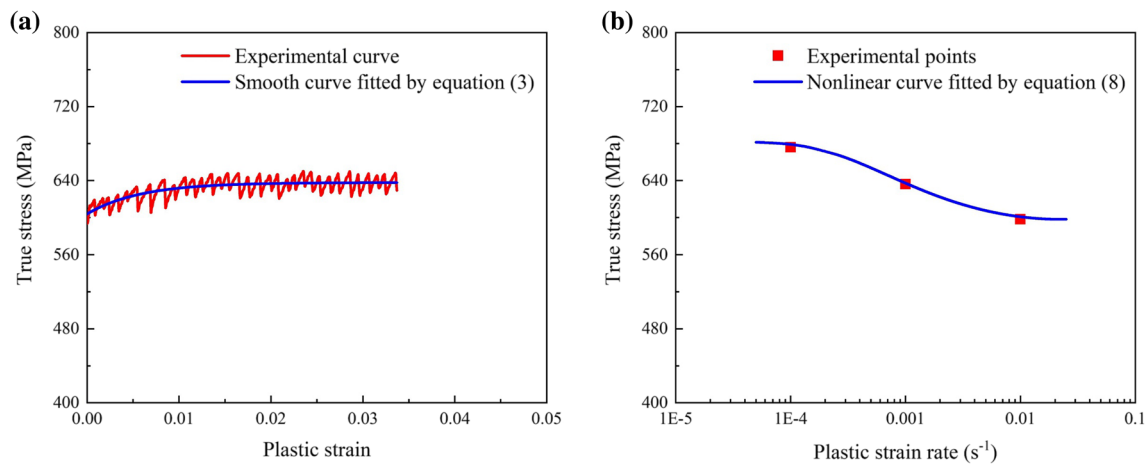 (a)
800
720
640
560
480
400
True stress (MPa)
Experimental curve
Smooth curve fitted by equation (3)
0.00
0.01
0.02
0.03
0.04
0.05
Plastic strain
(b)
800
720
640
560
480
400
True stress (MPa)
Experimental points
Nonlinear curve fitted by equation (8)
1E-5
1E-4
0.001
0.01
0.1
Plastic strain rate (s⁻¹)